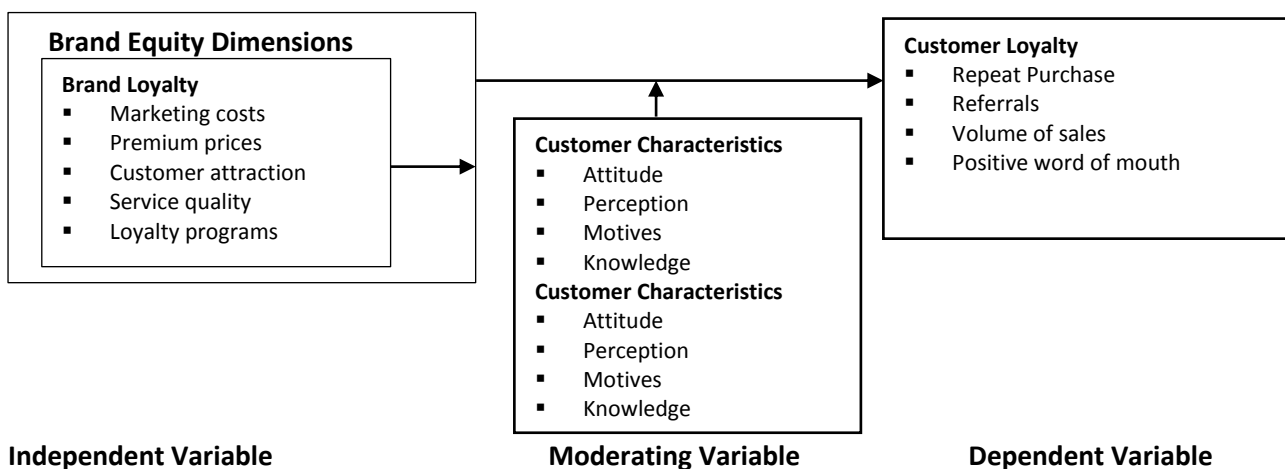 Brand Equity Dimensions
Brand Loyalty
▪ Marketing costs
▪ Premium prices
▪ Customer attraction
▪ Service quality
▪ Loyalty programs
Customer Characteristics
▪ Attitude
▪ Perception
▪ Motives
▪ Knowledge
Customer Characteristics
▪ Attitude
▪ Perception
▪ Motives
▪ Knowledge
Customer Loyalty
▪ Repeat Purchase
▪ Referrals
▪ Volume of sales
▪ Positive word of mouth
Independent Variable
Moderating Variable
Dependent Variable